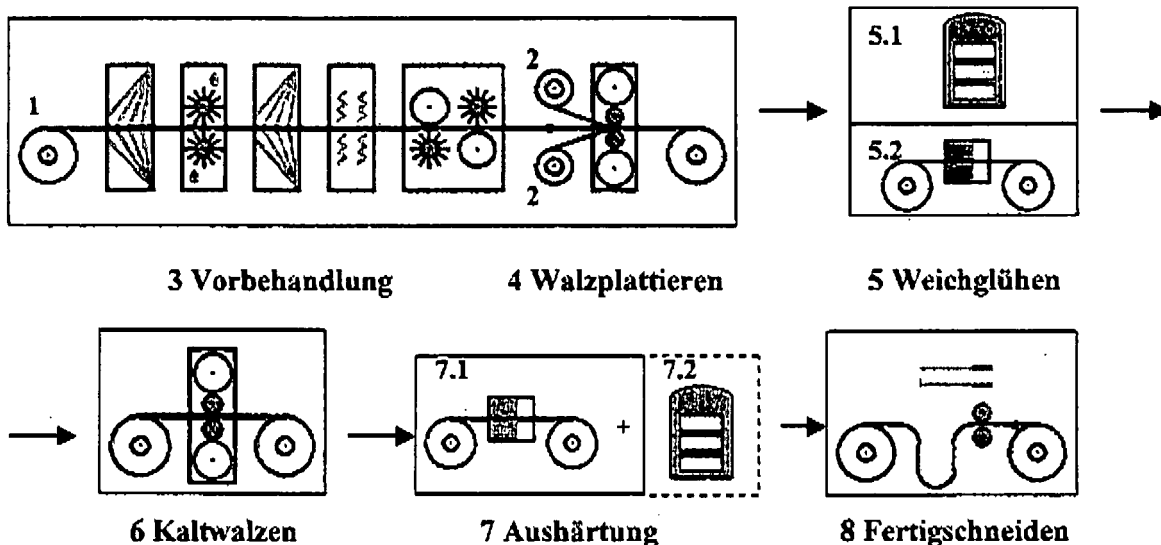 1
2
2
3 Vorbehandlung
4 Walzplattieren
5.1
5.2
5 Weichglühen
6 Kaltwalzen
7.1
+
7.2
7 Aushärtung
8 Fertigschneiden